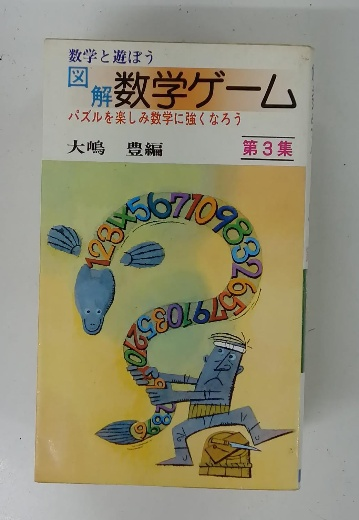 数学と遊ぼう
図解 数学ゲーム
パズルを楽しみ数学に強くなろう
大嶋 豊編
第3集